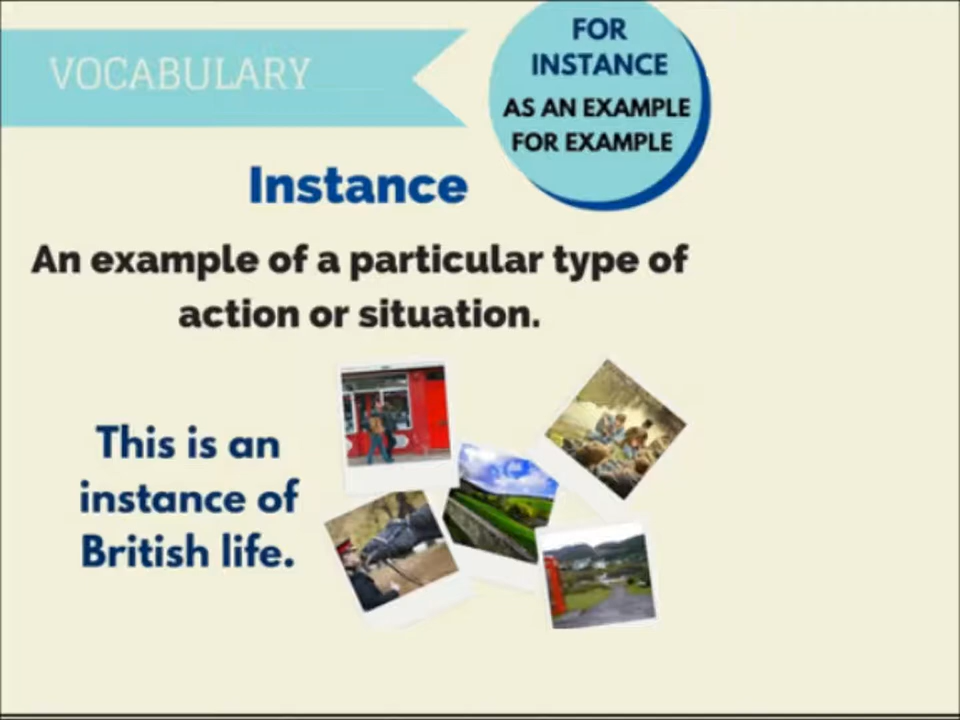 VOCABULARY
FOR
INSTANCE
AS AN EXAMPLE
FOR EXAMPLE
Instance
An example of a particular type of
action or situation.
This is an
instance of
British life.